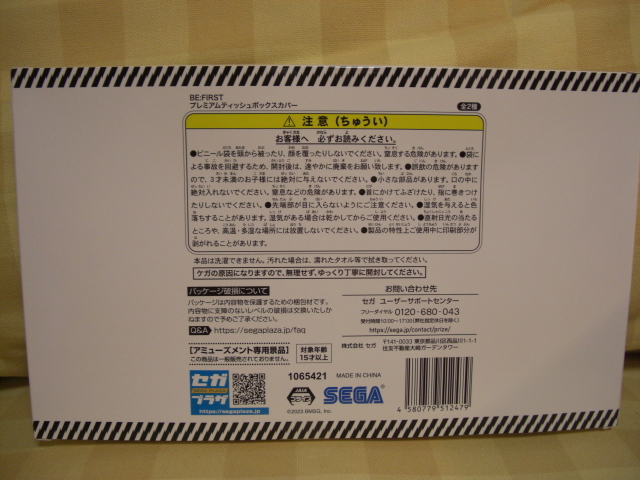 BE:FIRST
プレミアムティッシュボックスカバー
全2種
⚠ 注意(ちゅうい)
お客様へ 必ずお読みください。
●ビニール袋を頭から被ったり、顔を覆ったりしないでください。窒息する危険があります。●袋に
よる事故を回避するため、開封後は、速やかに廃棄をお願い致します。●誤飲の危険があります
ので、3才未満のお子様には絶対に与えないでください。●小さな部品があります。口の中に
絶対入れないでください。窒息などの危険があります。●首にかけてふざけたり、指に巻きつけ
たりしないでください。●先端部が目に入らないようにご注意ください。●湿気を与えると色
落ちすることがあります。湿気がある場合は乾かしてからご使用ください。●直射日光の当たる
ところや、高温・多湿な場所には放置しないでください。●製品の特性上ご使用中に印刷部分が
剥がれることがあります。
本品は洗濯できません。汚れた場合は、濡れたタオル等で拭き取ってください。
ケガの原因になりますので、無理せず、ゆっくり丁寧に開封してください。
パッケージ破損について
パッケージは内容物を保護するための梱包材です。
内容物に支障のないレベルの破損は交換いたしか
ねますので予めご了承ください。
Q&A https://segaplaza.jp/faq
お問い合わせ先
セガ ユーザーサポートセンター
フリーダイヤル 0120-680-043
受付時間10:00~17:00(弊社指定休日を除く)
https://sega.jp/contact/prize/
株式会社 セガ 〒141-0033 東京都品川区西品川1-1-1
住友不動産大崎ガーデンタワー
【アミューズメント専用景品】
この商品は一般販売されておりません。
対象年齢
15才以上
セガ
プラザ
https://segaplaza.jp
1065421 MADE IN CHINA
JAIA
プライズ
SEGA
©2023 BMSG, Inc.
4 580779 512479